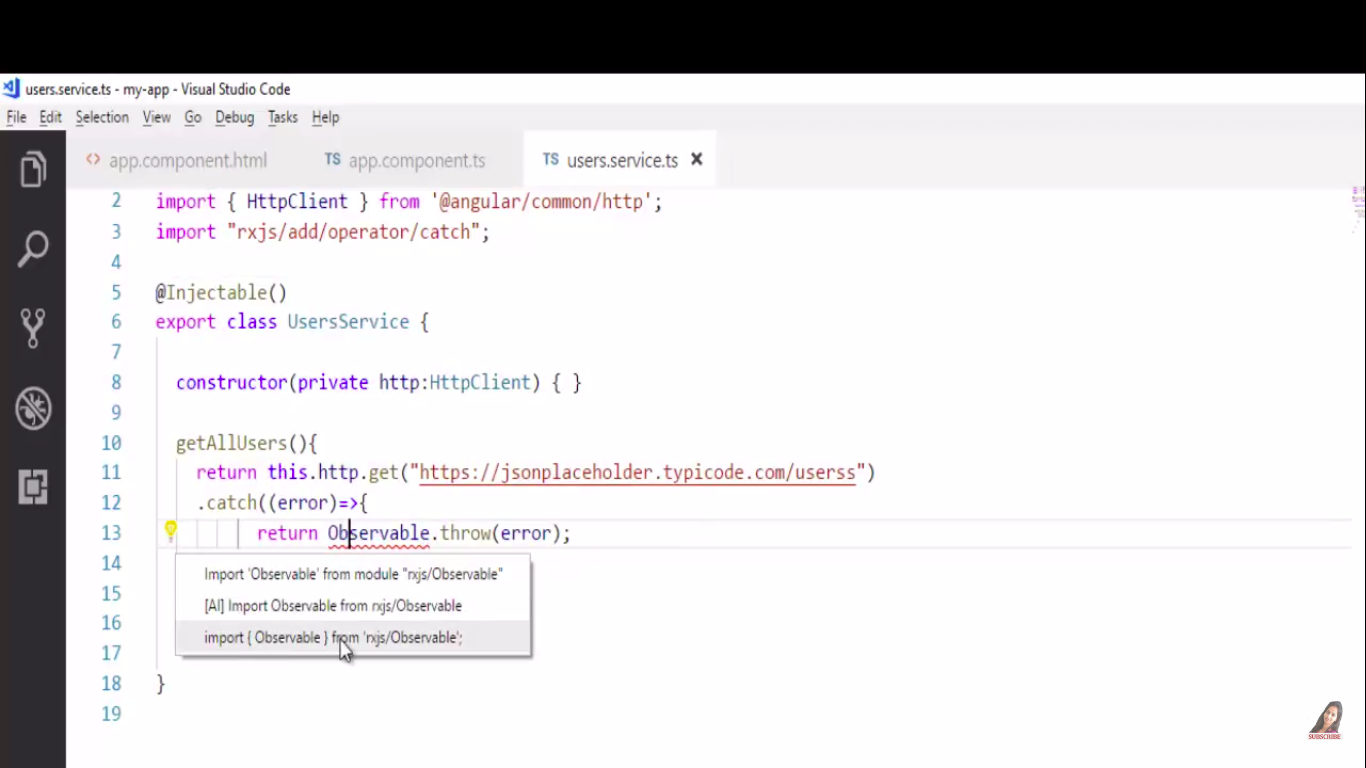 users.service.ts - my-app - Visual Studio Code
File Edit Selection View Go Debug Tasks Help
<> app.component.html TS app.component.ts TS users.service.ts ×
2 import { HttpClient } from '@angular/common/http';
3 import "rxjs/add/operator/catch";
4
5 @Injectable()
6 export class UsersService {
7
8 constructor(private http:HttpClient) { }
9
10 getAllUsers(){
11 return this.http.get("https://jsonplaceholder.typicode.com/userss")
12 .catch((error)=>{
13 return Observable.throw(error);
14
Import 'Observable' from module "rxjs/Observable"
15
[AI] Import Observable from rxjs/Observable
16
import { Observable } from 'rxjs/Observable';
17
18 }
19
SUBSCRIBE